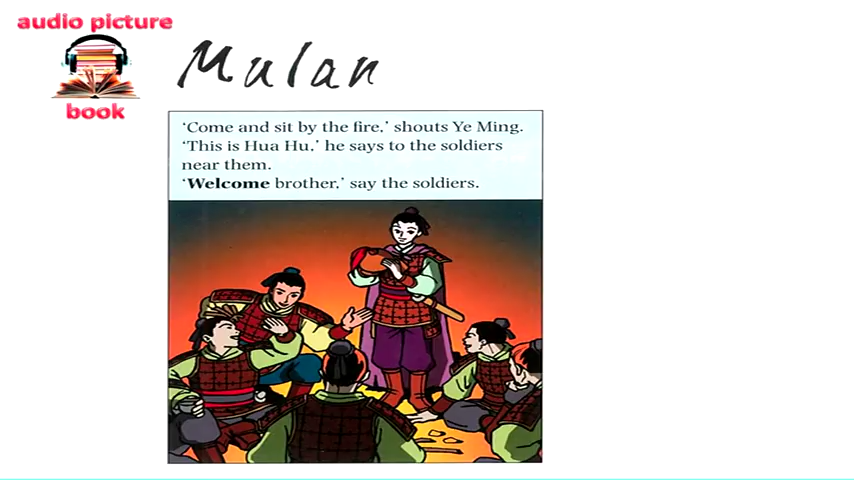 audio picture
book
Mulan
‘Come and sit by the fire,’ shouts Ye Ming.
‘This is Hua Hu,’ he says to the soldiers
near them.
‘Welcome brother,’ say the soldiers.